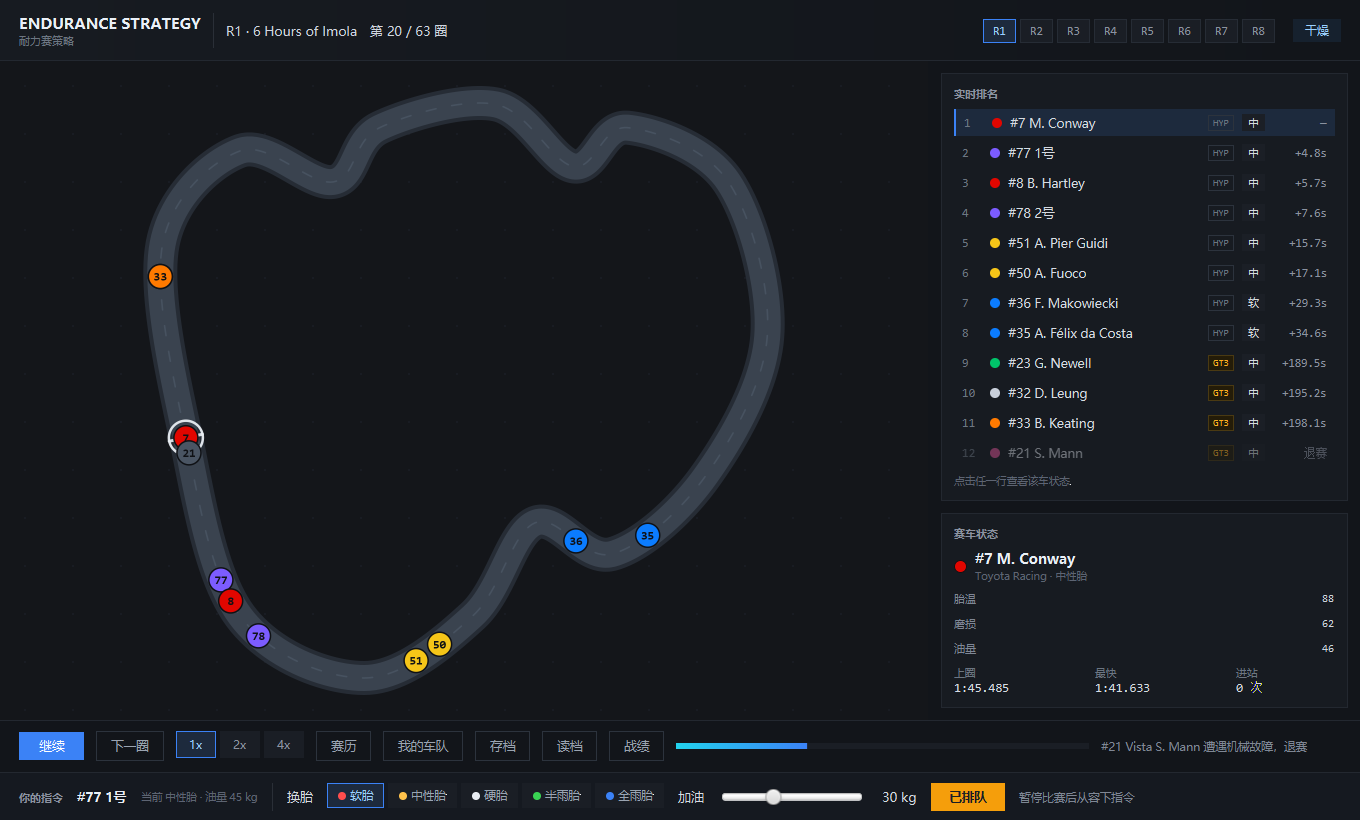 ENDURANCE STRATEGY
耐力赛策略
R1 · 6 Hours of Imola 第 20 / 63 圈
R1 R2 R3 R4 R5 R6 R7 R8 干燥
实时排名
1 #7 M. Conway HYP 中 —
2 #77 1号 HYP 中 +4.8s
3 #8 B. Hartley HYP 中 +5.7s
4 #78 2号 HYP 中 +7.6s
5 #51 A. Pier Guidi HYP 中 +15.7s
6 #50 A. Fuoco HYP 中 +17.1s
7 #36 F. Makowiecki HYP 软 +29.3s
8 #35 A. Félix da Costa HYP 软 +34.6s
9 #23 G. Newell GT3 中 +189.5s
10 #32 D. Leung GT3 中 +195.2s
11 #33 B. Keating GT3 中 +198.1s
12 #21 S. Mann GT3 中 退赛
点击任一行查看该车状态.
33
7
21
77
8
78
51
50
36
35
赛车状态
#7 M. Conway
Toyota Racing · 中性胎
胎温 88
磨损 62
油量 46
上圈 最快 进站
1:45.485 1:41.633 0 次
继续 下一圈 1x 2x 4x 赛历 我的车队 存档 读档 战绩 #21 Vista S. Mann 遭遇机械故障，退赛
你的指令 #77 1号 当前 中性胎 · 油量 45 kg 换胎 软胎 中性胎 硬胎 半雨胎 全雨胎 加油 30 kg 已排队 暂停比赛后从容下指令